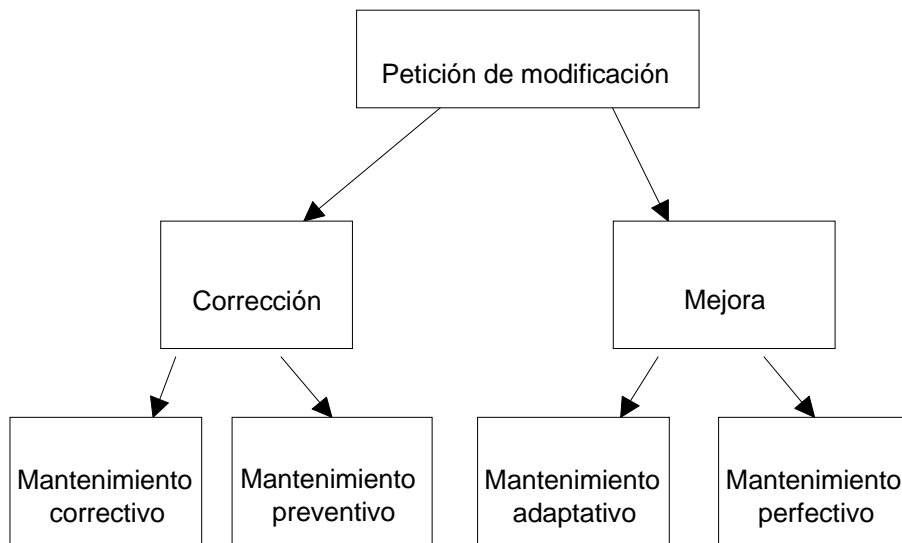 Petición de modificación
Corrección
Mejora
Mantenimiento
correctivo
Mantenimiento
preventivo
Mantenimiento
adaptativo
Mantenimiento
perfectivo